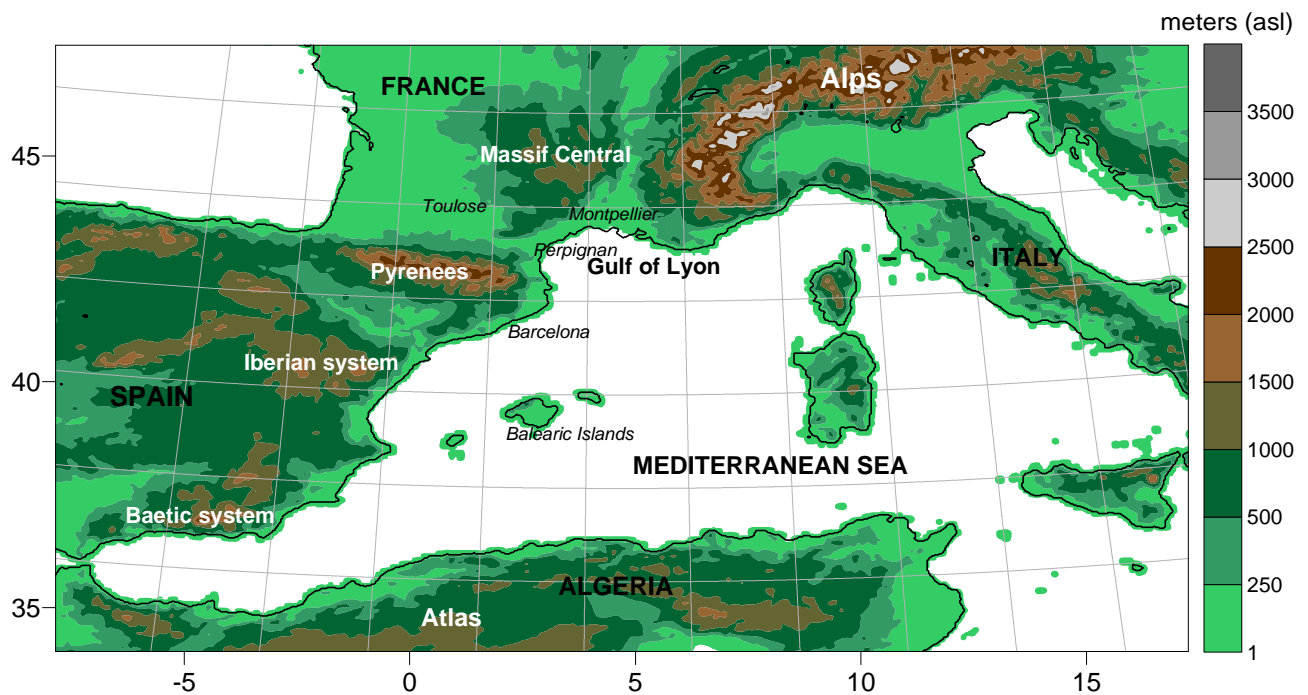 meters (asl)
FRANCE
Alps
3500
45
Massif Central
3000
Toulose
Montpellier
2500
Perpignan
ITALY
Pyrenees
Gulf of Lyon
2000
Barcelona
Iberian system
1500
40
SPAIN
Balearic Islands
1000
MEDITERRANEAN SEA
Baetic system
500
ALGERIA
250
35
Atlas
1
-5
0
5
10
15